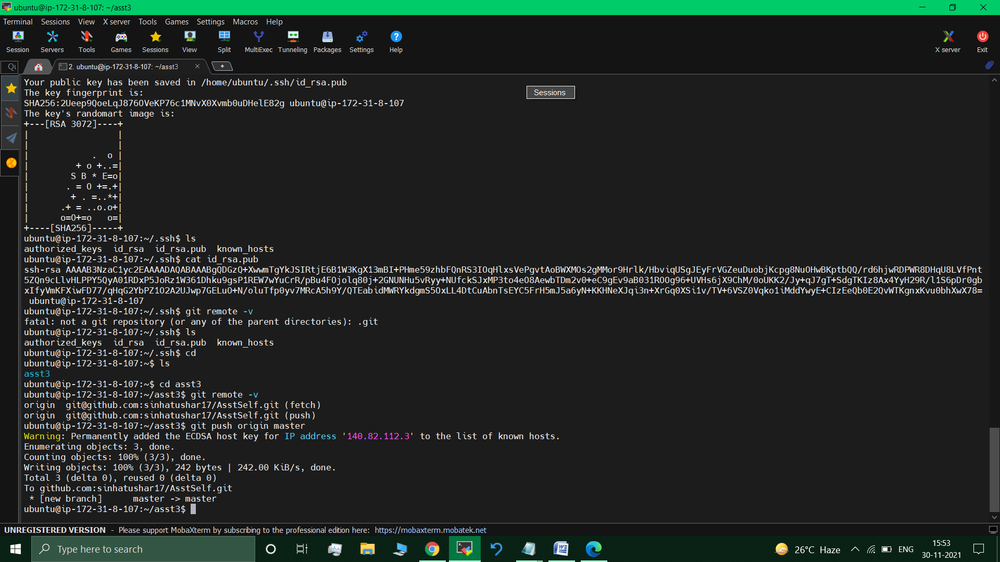 ubuntu@ip-172-31-8-107: ~/asst3
Terminal Sessions View X server Tools Games Settings Macros Help
Session Servers Tools Games Sessions View Split MultiExec Tunneling Packages Settings Help X server Exit
Qu 2. ubuntu@ip-172-31-8-107: ~/asst3
Sessions
Your public key has been saved in /home/ubuntu/.ssh/id_rsa.pub
The key fingerprint is:
SHA256:2Ueep9QoeLqJ876OVeKP76c1MNvX0Xvmb0uDHelE82g ubuntu@ip-172-31-8-107
The key's randomart image is:
+---[RSA 3072]----+
|                 |
|                 |
|            .  o |
|         + o +..=|
|        S B * E=o|
|       . = O +=.+|
|        + . =..*+|
|      .+ = ..o.o+|
|      o=O+=o   o=|
+----[SHA256]-----+
ubuntu@ip-172-31-8-107:~/.ssh$ ls
authorized_keys  id_rsa  id_rsa.pub  known_hosts
ubuntu@ip-172-31-8-107:~/.ssh$ cat id_rsa.pub
ssh-rsa AAAAB3NzaC1yc2EAAAADAQABAAABgQDGzQ+XwwmTgYkJSIRtjE6B1W3KgX13mBI+PHme59zhbFQnRS3IOqHlxsVePgvtAoBWXMOs2gMMor9Hrlk/HbviqUSgJEyFrVGZeuDuobjKcpg8NuOHwBKptbQQ/rd6hjwRDPWR8DHqU8LVfPnt
5ZQn9cLlvHLPPY5QyA01RDxP5JoRz1W361Dhku9gsP1REW7wYuCrR/pBu4FOjolq80j+2GNUNHu5vRyy+NUfckSJxMP3to4eO8AewbTDm2v0+eC9gEv9aB031ROOg96+UVHs6jX9ChM/0oUKK2/Jy+qJ7gT+SdgTKIz8Ax4YyH29R/l1S6pDr0gb
xIfyVmKFXiwFD77/qHqG2YbPZ1O2A2UJwp7GELuO+N/oluTfp0yv7MRcA5h9Y/QTEabidMWRYkdgmS5OxLL4DtCuAbnTsEYC5FrH5mJ5a6yN+KKHNeXJqi3n+XrGq0XSi1v/TV+6VSZ0Vqko1iMddYwyE+CIzEeQb0E2QvWTKgnxKvu0bhXwX78=
ubuntu@ip-172-31-8-107
ubuntu@ip-172-31-8-107:~/.ssh$ git remote -v
fatal: not a git repository (or any of the parent directories): .git
ubuntu@ip-172-31-8-107:~/.ssh$ ls
authorized_keys  id_rsa  id_rsa.pub  known_hosts
ubuntu@ip-172-31-8-107:~/.ssh$ cd
ubuntu@ip-172-31-8-107:~$ ls
asst3
ubuntu@ip-172-31-8-107:~$ cd asst3
ubuntu@ip-172-31-8-107:~/asst3$ git remote -v
origin  git@github.com:sinhatushar17/AsstSelf.git (fetch)
origin  git@github.com:sinhatushar17/AsstSelf.git (push)
ubuntu@ip-172-31-8-107:~/asst3$ git push origin master
Warning: Permanently added the ECDSA host key for IP address '140.82.112.3' to the list of known hosts.
Enumerating objects: 3, done.
Counting objects: 100% (3/3), done.
Writing objects: 100% (3/3), 242 bytes | 242.00 KiB/s, done.
Total 3 (delta 0), reused 0 (delta 0)
To github.com:sinhatushar17/AsstSelf.git
 * [new branch]      master -> master
ubuntu@ip-172-31-8-107:~/asst3$
UNREGISTERED VERSION - Please support MobaXterm by subscribing to the professional edition here: https://mobaxterm.mobatek.net
Type here to search
26°C Haze
ENG
15:53
30-11-2021